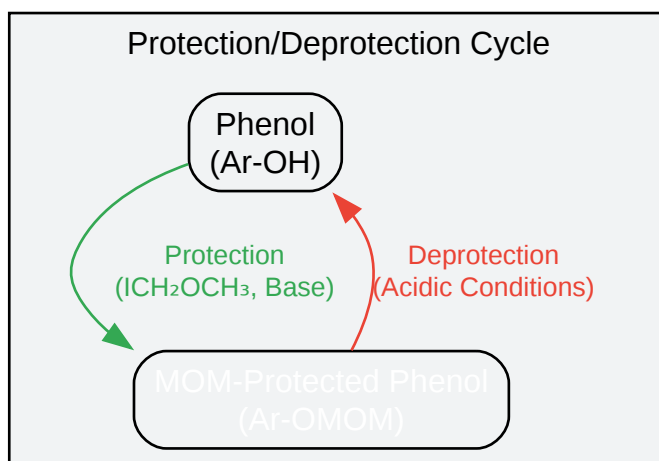 Protection/Deprotection Cycle
Phenol
(Ar-OH)
Protection
(ICH₂OCH₃, Base)
Deprotection
(Acidic Conditions)
MOM-Protected Phenol
(Ar-OMOM)